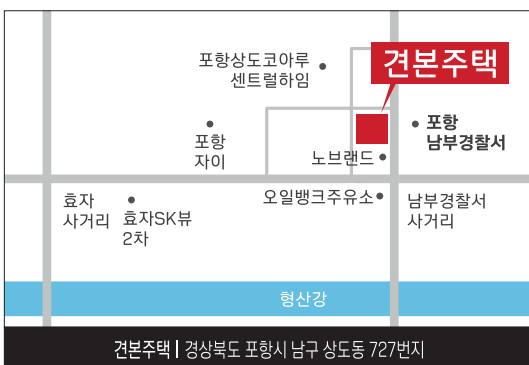 포항상도코아루
센트럴하임
견본주택
포항
자이
포항
남부경찰서
노브랜드
효자
사거리
효자SK뷰
2차
오일뱅크주유소
남부경찰서
사거리
형산강
견본주택 | 경상북도 포항시 남구 상도동 727번지